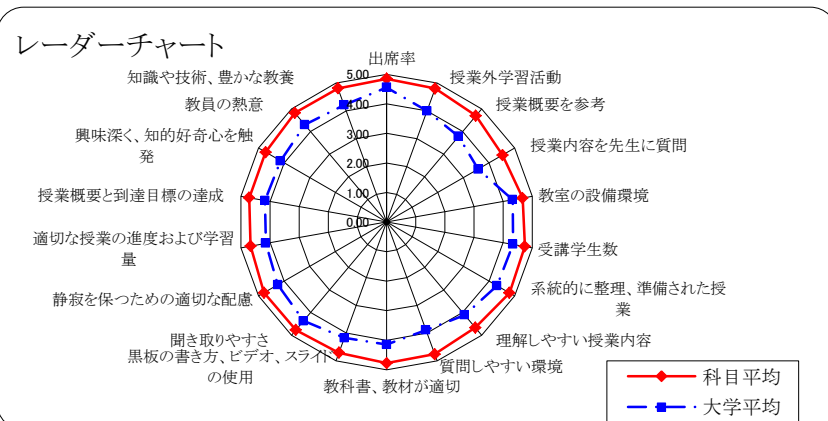 レーダーチャート
出席率
授業外学習活動
授業概要を参考
授業内容を先生に質問
教室の設備環境
受講学生数
系統的に整理、準備された授
業
理解しやすい授業内容
質問しやすい環境
教科書、教材が適切
黒板の書き方、ビデオ、スライド
の使用
聞き取りやすさ
静寂を保つための適切な配慮
適切な授業の進度および学習
量
授業概要と到達目標の達成
興味深く、知的好奇心を触
発
教員の熱意
知識や技術、豊かな教養
5.00
4.00
3.00
2.00
1.00
0.00
科目平均
大学平均